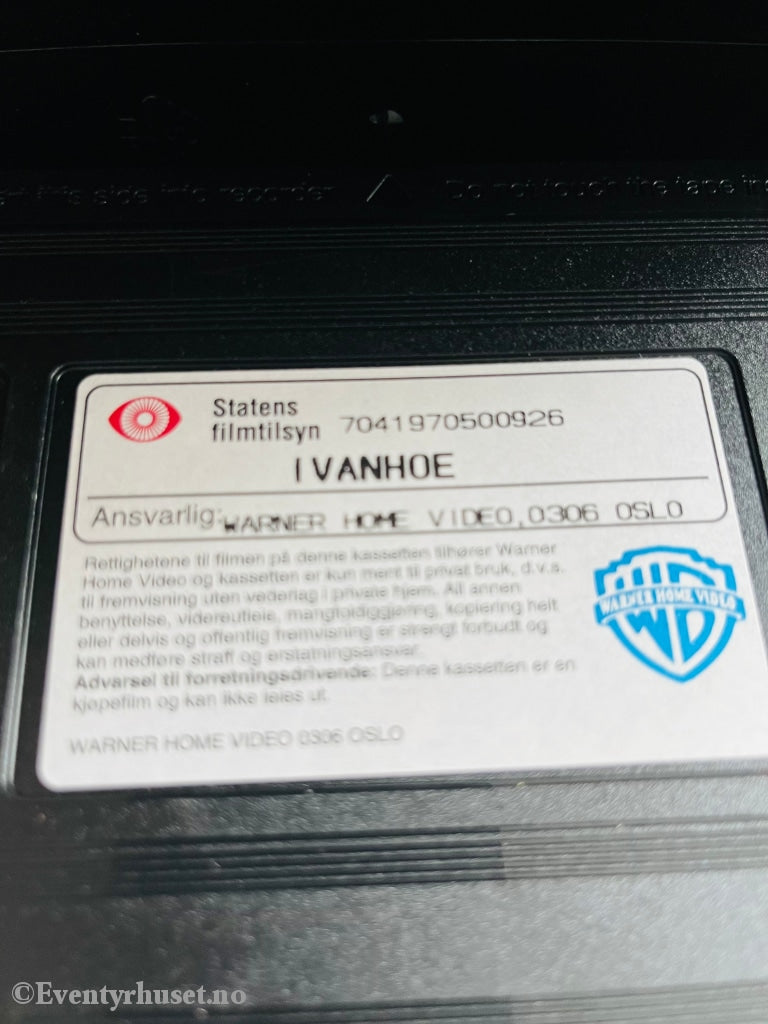 this side into recorder
Do not touch the tape
Statens
filmtilsyn 7041970500926
IVANHOE
Ansvarlig: WARNER HOME VIDEO, 0306 OSLO
Rettighetene til filmen på denne kassetten tilhører Warner
Home Video og kassetten er kun ment til privat bruk, d.v.s.
til fremvisning uten vederlag i private hjem. All annen
benyttelse, videreutleie, mangfoldiggjøring, kopiering helt
eller delvis og offentlig fremvisning er strengt forbudt og
kan medføre straff og erstatningsansvar.
Advarsel til forretningsdrivende: Denne kassetten er en
kjøpefilm og kan ikke leies ut.
WARNER HOME VIDEO 0306 OSLO
WARNER HOME VIDEO
©Eventyrhuset.no